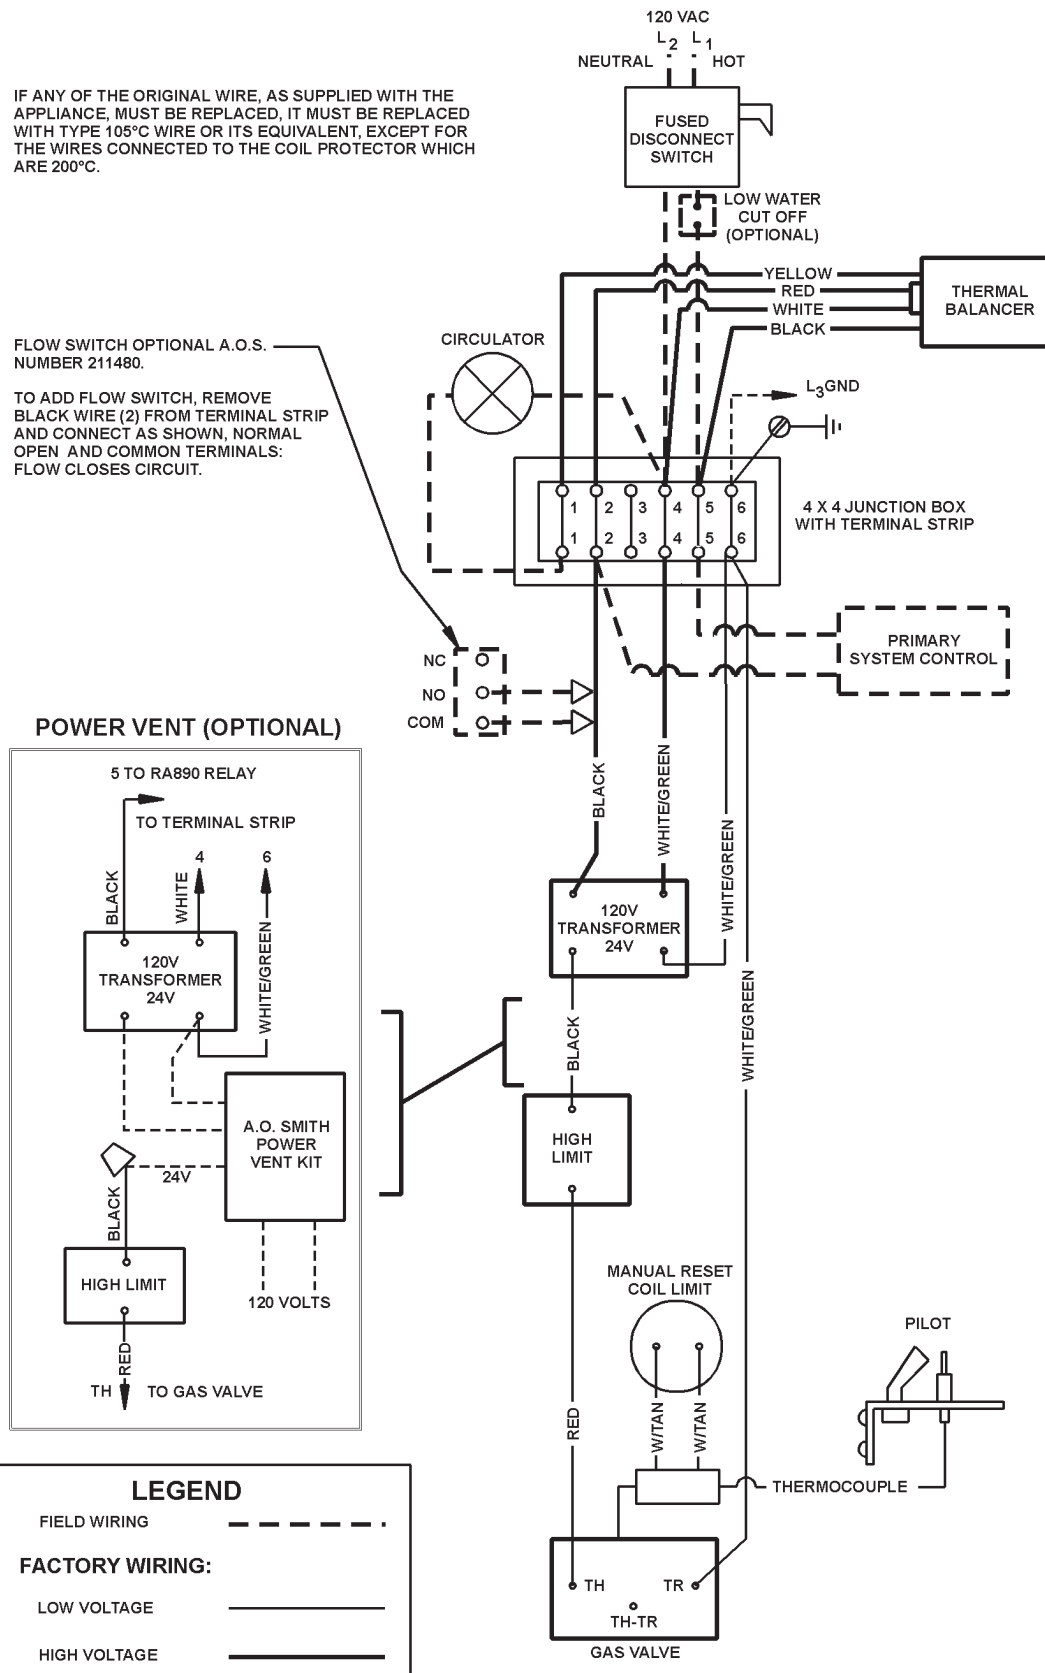 120 VAC
L2 L1
NEUTRAL HOT
IF ANY OF THE ORIGINAL WIRE, AS SUPPLIED WITH THE
APPLIANCE, MUST BE REPLACED, IT MUST BE REPLACED
WITH TYPE 105°C WIRE OR ITS EQUIVALENT, EXCEPT FOR
THE WIRES CONNECTED TO THE COIL PROTECTOR WHICH
ARE 200°C.
FUSED
DISCONNECT
SWITCH
LOW WATER
CUT OFF
(OPTIONAL)
YELLOW
RED
WHITE
BLACK
THERMAL
BALANCER
FLOW SWITCH OPTIONAL A.O.S.
NUMBER 211480.
TO ADD FLOW SWITCH, REMOVE
BLACK WIRE (2) FROM TERMINAL STRIP
AND CONNECT AS SHOWN, NORMAL
OPEN AND COMMON TERMINALS:
FLOW CLOSES CIRCUIT.
CIRCULATOR
L3GND
1 2 3 4 5 6
1 2 3 4 5 6
4 X 4 JUNCTION BOX
WITH TERMINAL STRIP
PRIMARY
SYSTEM CONTROL
NC
NO
COM
BLACK
WHITE/GREEN
WHITE/GREEN
WHITE/GREEN
120V
TRANSFORMER
24V
BLACK
HIGH
LIMIT
RED
MANUAL RESET
COIL LIMIT
W/TAN
W/TAN
PILOT
THERMOCOUPLE
TH TR
TH-TR
GAS VALVE
POWER VENT (OPTIONAL)
5 TO RA890 RELAY
TO TERMINAL STRIP
4 6
BLACK
WHITE
WHITE/GREEN
120V
TRANSFORMER
24V
A.O. SMITH
POWER
VENT KIT
24V
BLACK
HIGH LIMIT
120 VOLTS
RED
TH TO GAS VALVE
LEGEND
FIELD WIRING
FACTORY WIRING:
LOW VOLTAGE
HIGH VOLTAGE